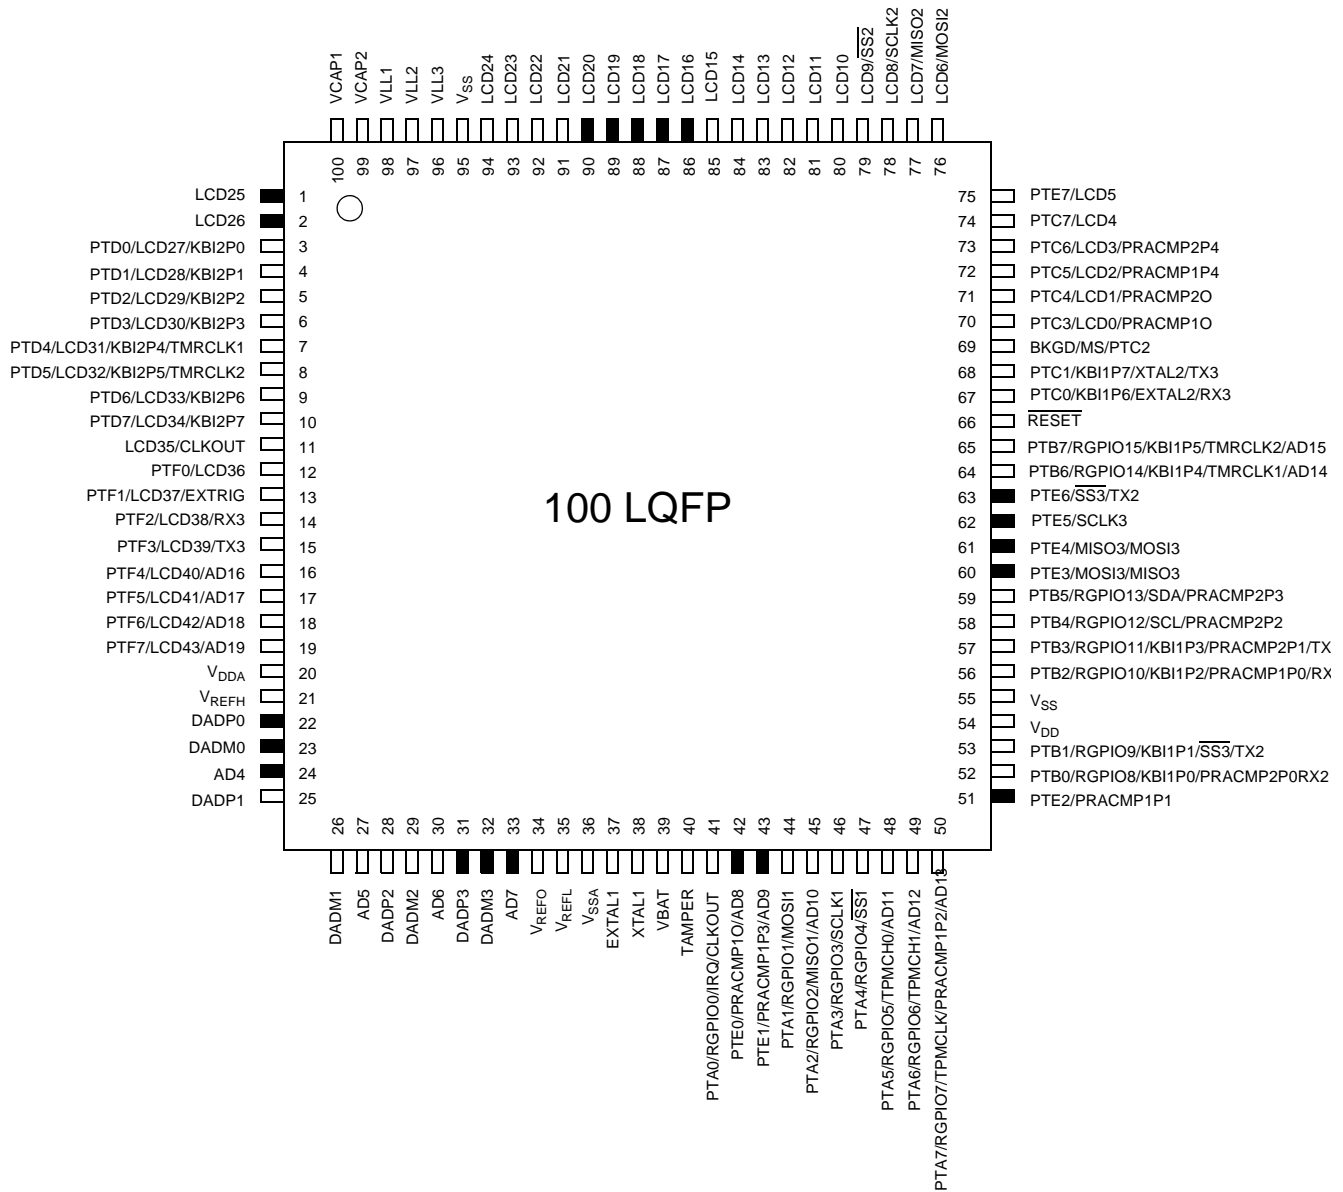 VCAP1
VCAP2
VLL1
VLL2
VLL3
VSS
LCD24
LCD23
LCD22
LCD21
LCD20
LCD19
LCD18
LCD17
LCD16
LCD15
LCD14
LCD13
LCD12
LCD11
LCD10
LCD9/SS2
LCD8/SCLK2
LCD7/MISO2
LCD6/MOSI2
100
99
98
97
96
95
94
93
92
91
90
89
88
87
86
85
84
83
82
81
80
79
78
77
76
LCD25 1
LCD26 2
PTD0/LCD27/KBI2P0 3
PTD1/LCD28/KBI2P1 4
PTD2/LCD29/KBI2P2 5
PTD3/LCD30/KBI2P3 6
PTD4/LCD31/KBI2P4/TMRCLK1 7
PTD5/LCD32/KBI2P5/TMRCLK2 8
PTD6/LCD33/KBI2P6 9
PTD7/LCD34/KBI2P7 10
LCD35/CLKOUT 11
PTF0/LCD36 12
PTF1/LCD37/EXTRIG 13
PTF2/LCD38/RX3 14
PTF3/LCD39/TX3 15
PTF4/LCD40/AD16 16
PTF5/LCD41/AD17 17
PTF6/LCD42/AD18 18
PTF7/LCD43/AD19 19
VDDA 20
VREFH 21
DADP0 22
DADM0 23
AD4 24
DADP1 25
100 LQFP
75 PTE7/LCD5
74 PTC7/LCD4
73 PTC6/LCD3/PRACMP2P4
72 PTC5/LCD2/PRACMP1P4
71 PTC4/LCD1/PRACMP2O
70 PTC3/LCD0/PRACMP1O
69 BKGD/MS/PTC2
68 PTC1/KBI1P7/XTAL2/TX3
67 PTC0/KBI1P6/EXTAL2/RX3
66 RESET
65 PTB7/RGPIO15/KBI1P5/TMRCLK2/AD15
64 PTB6/RGPIO14/KBI1P4/TMRCLK1/AD14
63 PTE6/SS3/TX2
62 PTE5/SCLK3
61 PTE4/MISO3/MOSI3
60 PTE3/MOSI3/MISO3
59 PTB5/RGPIO13/SDA/PRACMP2P3
58 PTB4/RGPIO12/SCL/PRACMP2P2
57 PTB3/RGPIO11/KBI1P3/PRACMP2P1/TX
56 PTB2/RGPIO10/KBI1P2/PRACMP1P0/RX
55 VSS
54 VDD
53 PTB1/RGPIO9/KBI1P1/SS3/TX2
52 PTB0/RGPIO8/KBI1P0/PRACMP2P0RX2
51 PTE2/PRACMP1P1
26
27
28
29
30
31
32
33
34
35
36
37
38
39
40
41
42
43
44
45
46
47
48
49
50
DADM1
AD5
DADP2
DADM2
AD6
DADP3
DADM3
AD7
VREFO
VREFL
VSSA
EXTAL1
XTAL1
VBAT
TAMPER
PTA0/RGPIO0/IRQ/CLKOUT
PTE0/PRACMP1O/AD8
PTE1/PRACMP1P3/AD9
PTA1/RGPIO1/MOSI1
PTA2/RGPIO2/MISO1/AD10
PTA3/RGPIO3/SCLK1
PTA4/RGPIO4/SS1
PTA5/RGPIO5/TPMCH0/AD11
PTA6/RGPIO6/TPMCH1/AD12
PTA7/RGPIO7/TPMCLK/PRACMP1P2/AD13